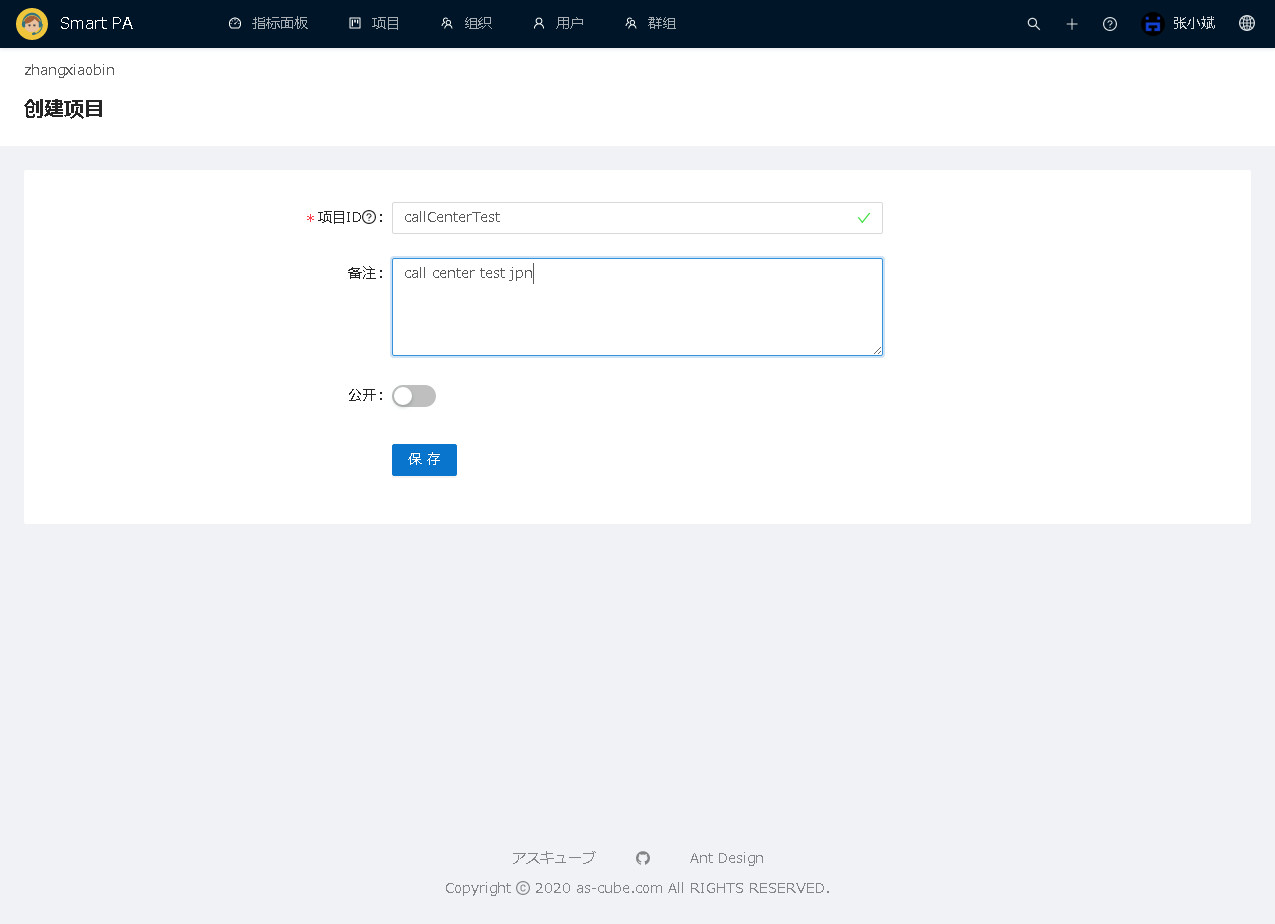 Smart PA 指标面板 项目 组织 用户 群组 张小斌
zhangxiaobin
创建项目
* 项目ID: callCenterTest
备注: call center test jpn
公开:
保 存
アスキューブ Ant Design
Copyright © 2020 as-cube.com All RIGHTS RESERVED.